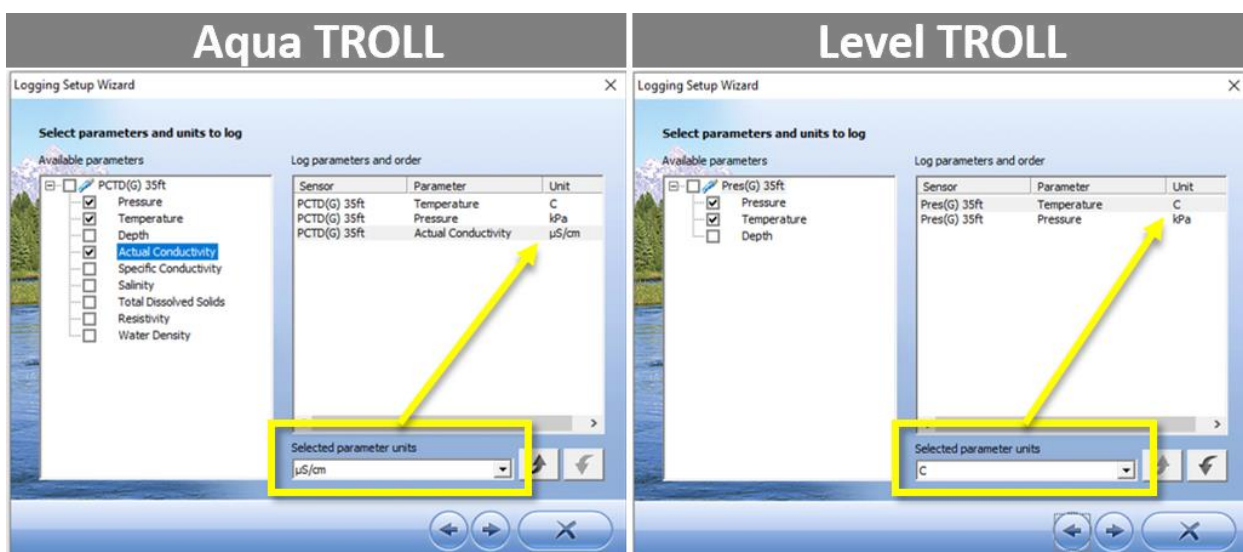 Aqua TROLL
Logging Setup Wizard
Select parameters and units to log
Available parameters
PCTD(G) 35ft
Pressure
Temperature
Depth
Actual Conductivity
Specific Conductivity
Salinity
Total Dissolved Solids
Resistivity
Water Density
Log parameters and order
Sensor Parameter Unit
PCTD(G) 35ft Temperature C
PCTD(G) 35ft Pressure kPa
PCTD(G) 35ft Actual Conductivity µS/cm
Selected parameter units
µS/cm
Level TROLL
Logging Setup Wizard
Select parameters and units to log
Available parameters
Pres(G) 35ft
Pressure
Temperature
Depth
Log parameters and order
Sensor Parameter Unit
Pres(G) 35ft Temperature C
Pres(G) 35ft Pressure kPa
Selected parameter units
C